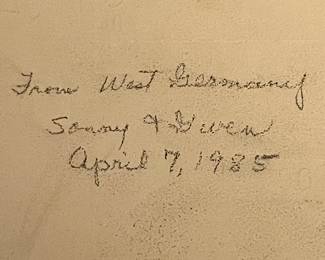 From West Germany
Sonny & Gwen
April 7, 1985